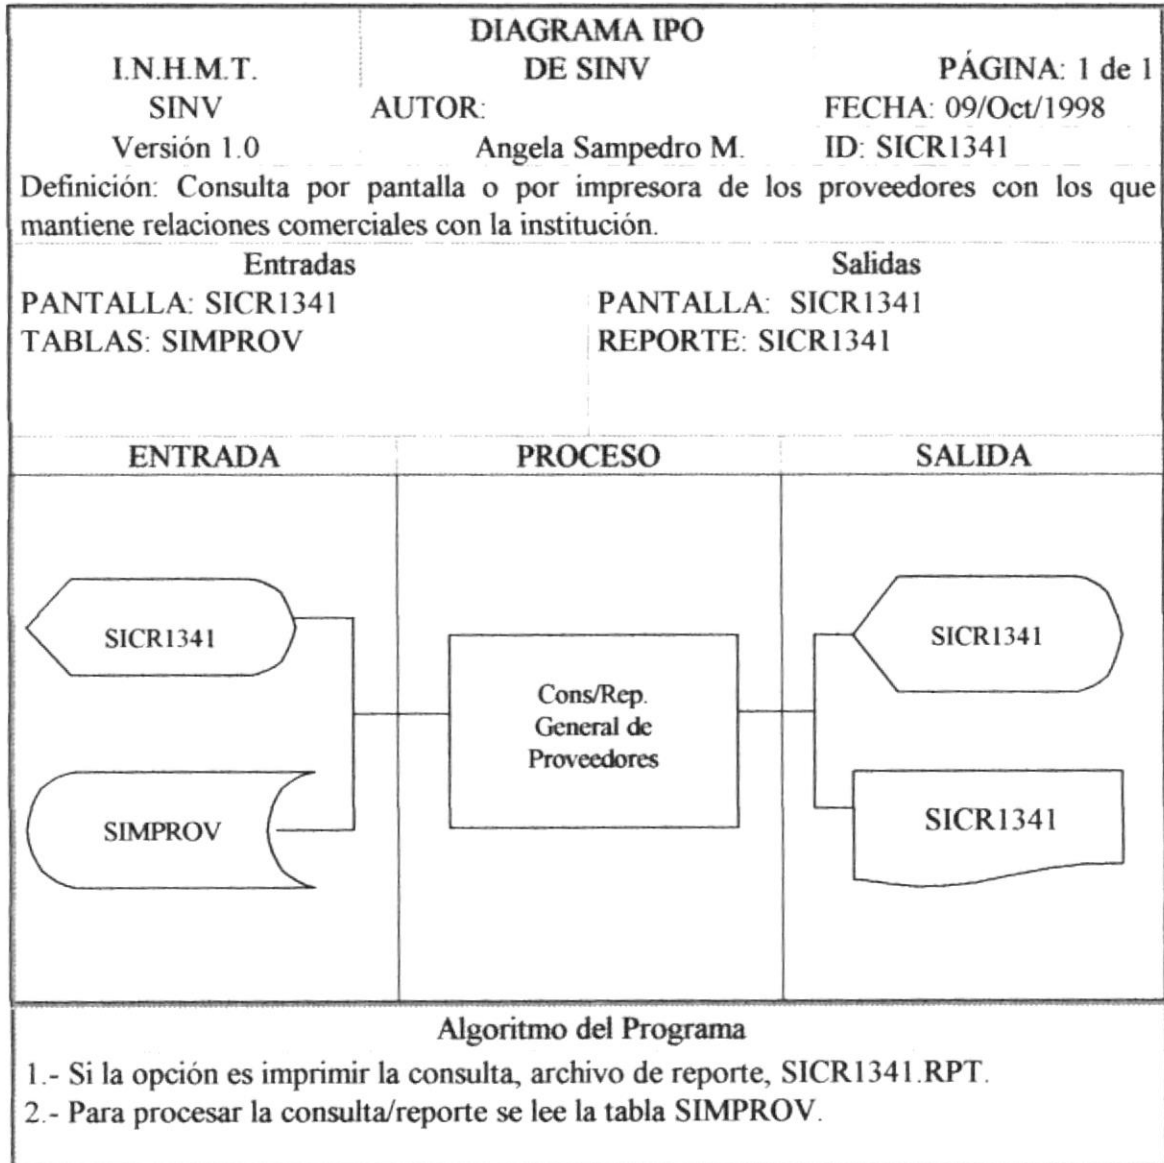 DIAGRAMA IPO
I.N.H.M.T. DE SINV PÁGINA: 1 de 1
SINV AUTOR: FECHA: 09/Oct/1998
Versión 1.0 Angela Sampedro M. ID: SICR1341
Definición: Consulta por pantalla o por impresora de los proveedores con los que
mantiene relaciones comerciales con la institución.
Entradas Salidas
PANTALLA: SICR1341 PANTALLA: SICR1341
TABLAS: SIMPROV REPORTE: SICR1341
ENTRADA PROCESO SALIDA
SICR1341
SIMPROV
Cons/Rep.
General de
Proveedores
SICR1341
SICR1341
Algoritmo del Programa
1.- Si la opción es imprimir la consulta, archivo de reporte, SICR1341.RPT.
2.- Para procesar la consulta/reporte se lee la tabla SIMPROV.